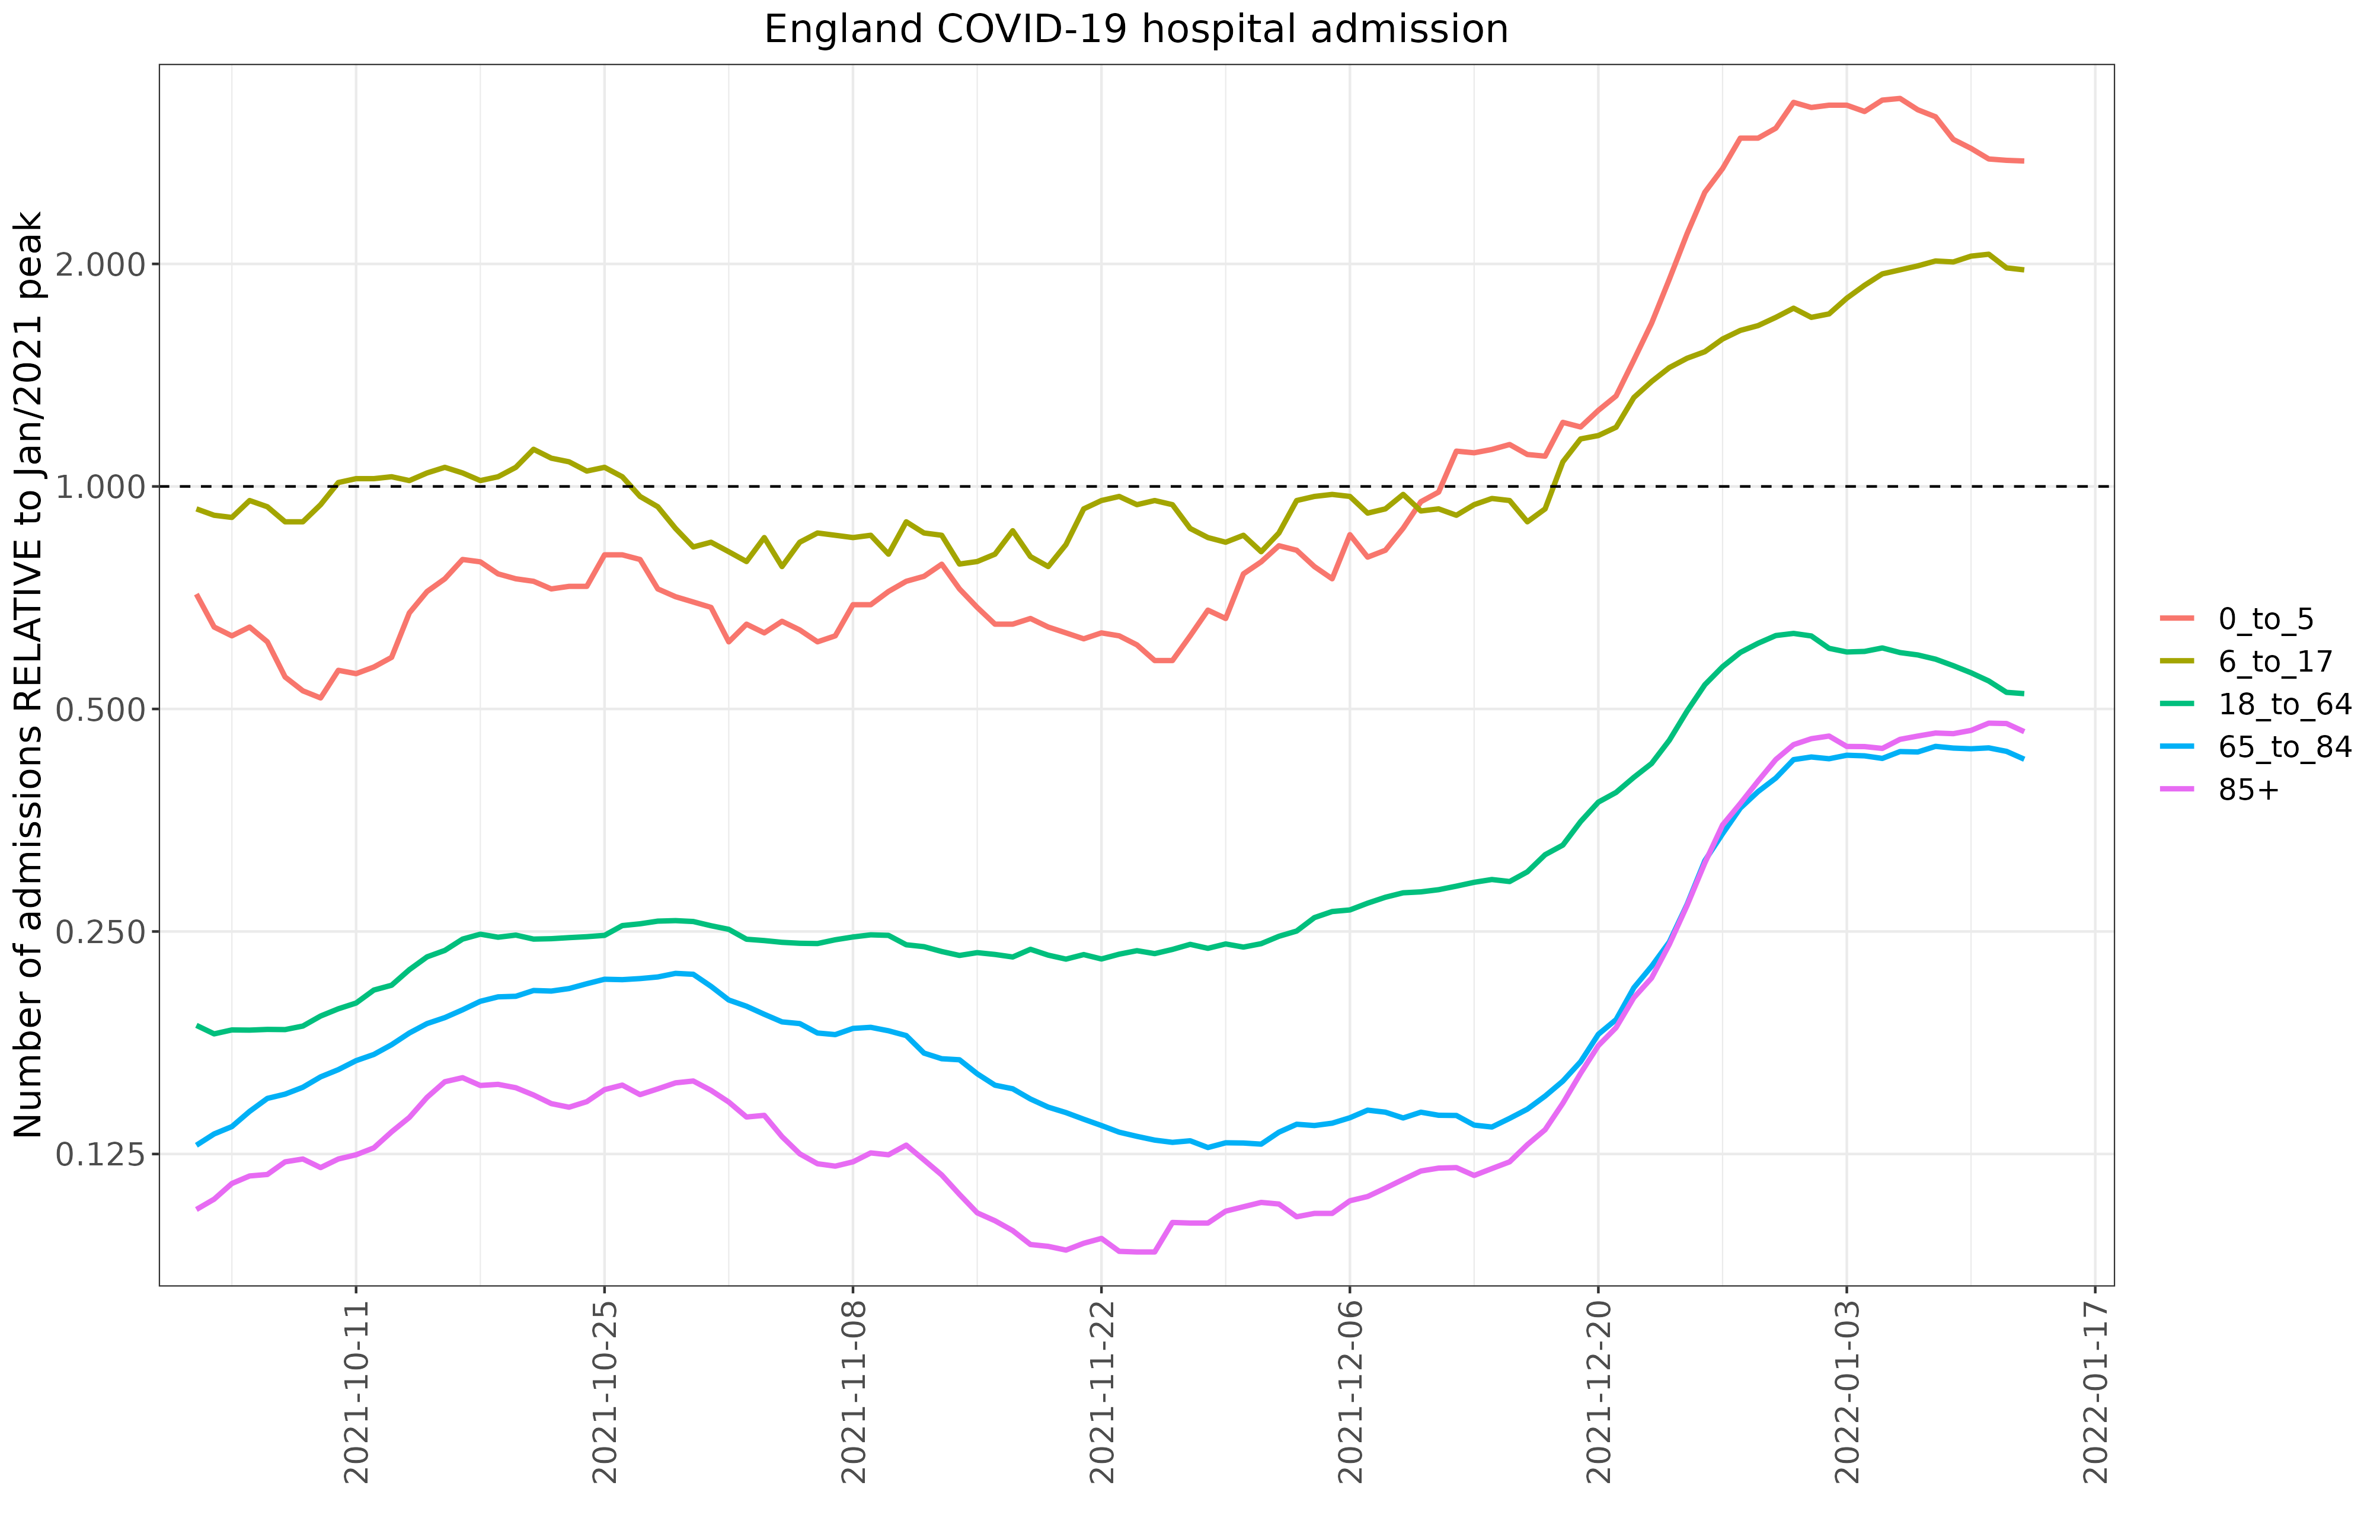 England COVID-19 hospital admission
Number of admissions RELATIVE to Jan/2021 peak
2.000
1.000
0.500
0.250
0.125
2021-10-11
2021-10-25
2021-11-08
2021-11-22
2021-12-06
2021-12-20
2022-01-03
2022-01-17
0_to_5
6_to_17
18_to_64
65_to_84
85+